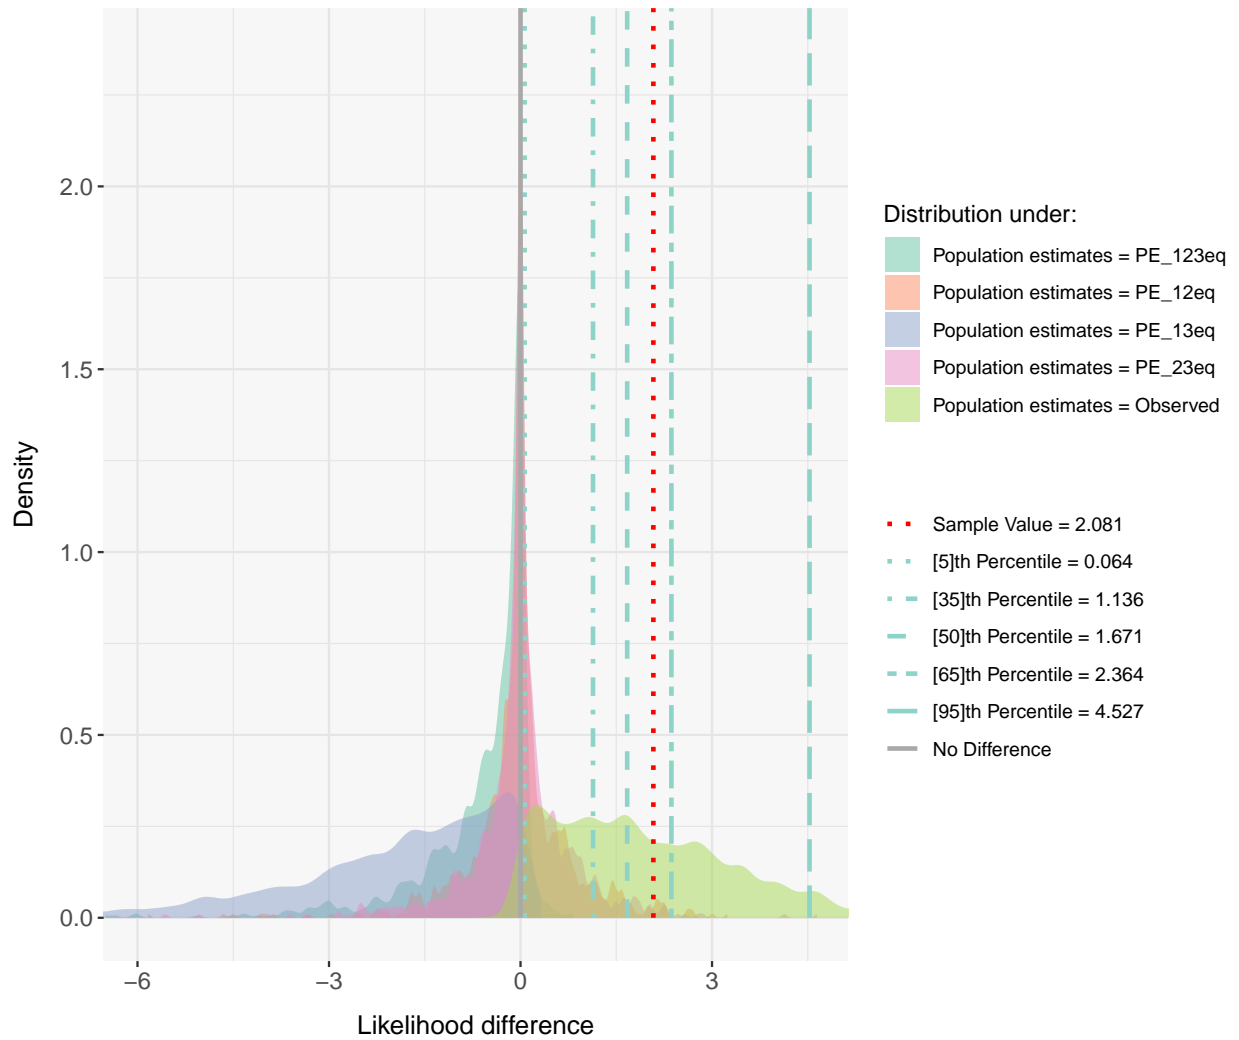 2.0
1.5
1.0
0.5
0.0
Density
−6
−3
0
3
Likelihood difference
Distribution under:
Population estimates = PE_123eq
Population estimates = PE_12eq
Population estimates = PE_13eq
Population estimates = PE_23eq
Population estimates = Observed
Sample Value = 2.081
[5]th Percentile = 0.064
[35]th Percentile = 1.136
[50]th Percentile = 1.671
[65]th Percentile = 2.364
[95]th Percentile = 4.527
No Difference